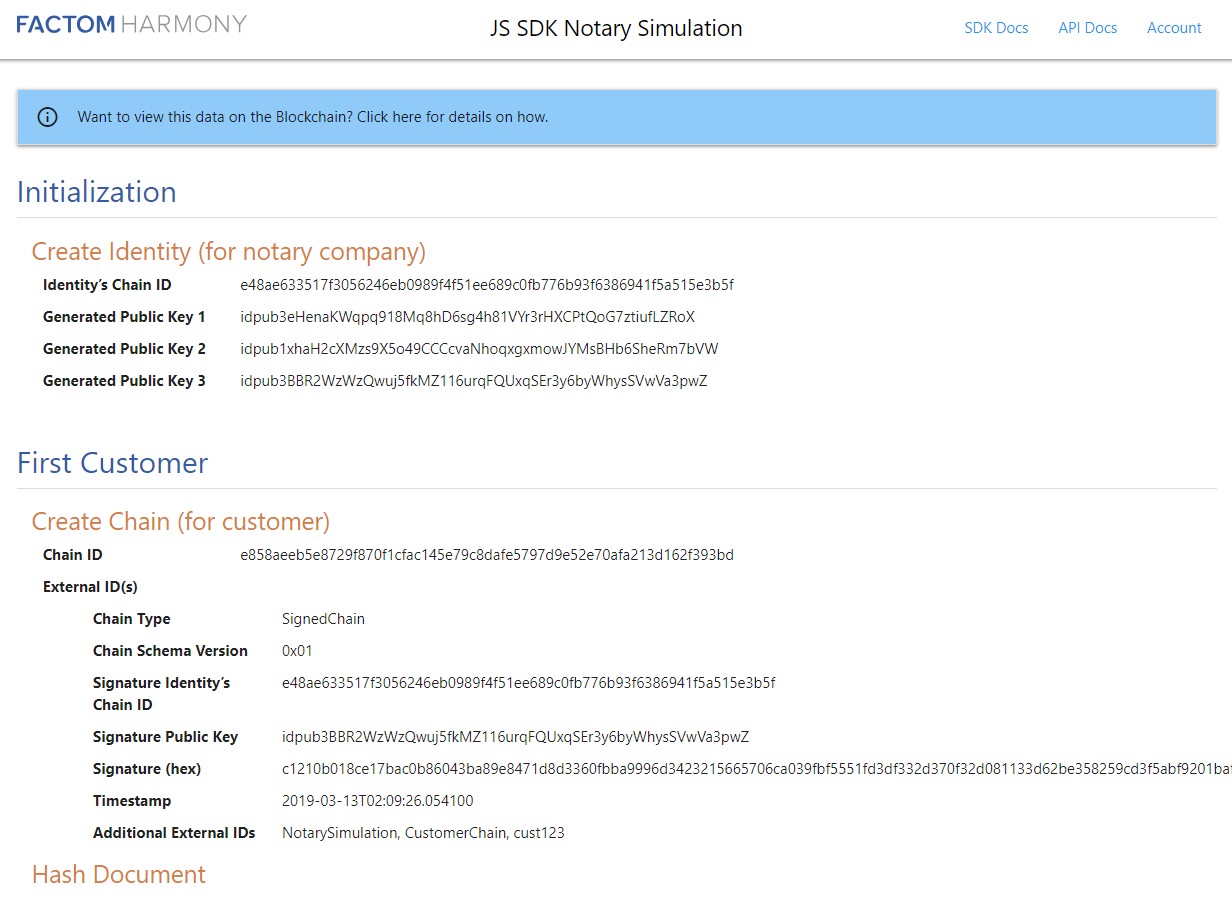 FACTOM HARMONY
JS SDK Notary Simulation
SDK Docs API Docs Account
Want to view this data on the Blockchain? Click here for details on how.
Initialization
Create Identity (for notary company)
Identity’s Chain ID e48ae633517f3056246eb0989f4f51ee689c0fb776b93f6386941f5a515e3b5f
Generated Public Key 1 idpub3eHenaKWqpq918Mq8hD6sg4h81VYr3rHXCPtQoG7ztiufLZRoX
Generated Public Key 2 idpub1xhaH2cXMzs9X5o49CCCcvaNhoqxgxmowJYMsBHb6SheRm7bVW
Generated Public Key 3 idpub3BBR2WzWzQwuj5fkMZ116urqFQUxqSEr3y6byWhysSVwVa3pwZ
First Customer
Create Chain (for customer)
Chain ID e858aeeb5e8729f870f1cfac145e79c8dafe5797d9e52e70afa213d162f393bd
External ID(s)
Chain Type SignedChain
Chain Schema Version 0x01
Signature Identity’s e48ae633517f3056246eb0989f4f51ee689c0fb776b93f6386941f5a515e3b5f
Chain ID
Signature Public Key idpub3BBR2WzWzQwuj5fkMZ116urqFQUxqSEr3y6byWhysSVwVa3pwZ
Signature (hex) c1210b018ce17bac0b86043ba89e8471d8d3360fbba9996d3423215665706ca039fbf5551fd3df332d370f32d081133d62be358259cd3f5abf9201ba
Timestamp 2019-03-13T02:09:26.054100
Additional External IDs NotarySimulation, CustomerChain, cust123
Hash Document